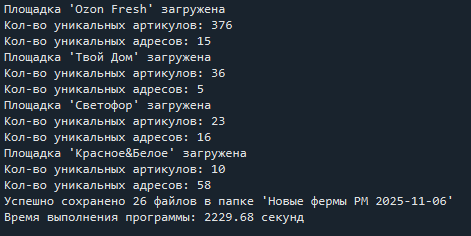 Площадка 'Ozon Fresh' загружена
Кол-во уникальных артикулов: 376
Кол-во уникальных адресов: 15
Площадка 'Твой Дом' загружена
Кол-во уникальных артикулов: 36
Кол-во уникальных адресов: 5
Площадка 'Светофор' загружена
Кол-во уникальных артикулов: 23
Кол-во уникальных адресов: 16
Площадка 'Красное&Белое' загружена
Кол-во уникальных артикулов: 10
Кол-во уникальных адресов: 58
Успешно сохранено 26 файлов в папке 'Новые фермы РМ 2025-11-06'
Время выполнения программы: 2229.68 секунд